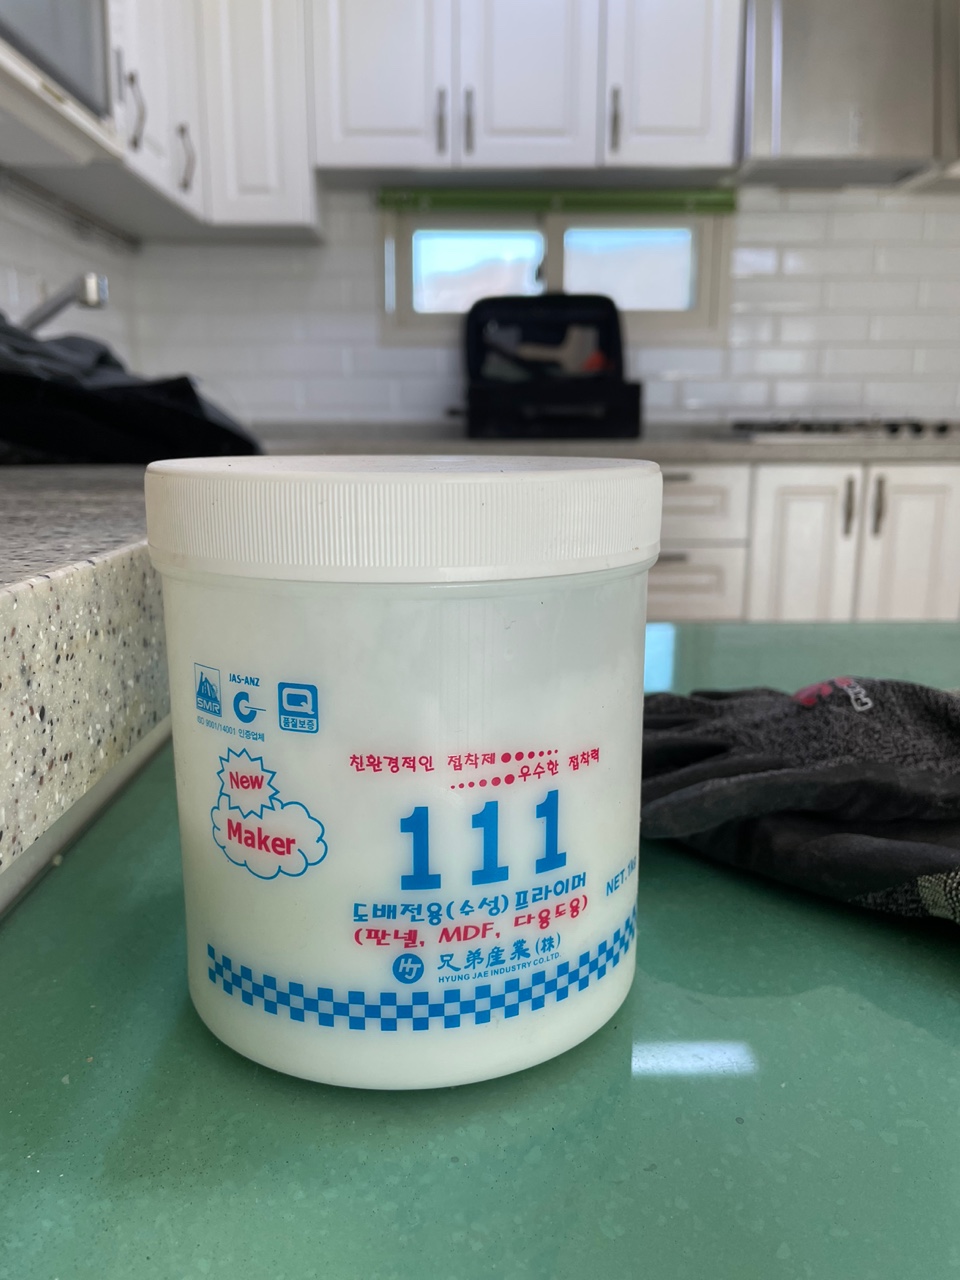 JAS-ANZ
SMR
Q
품질보증
ISO 9001/14001 인증업체
New
Maker
친환경적인 접착제
우수한 접착력
111
도배전용(수성)프라이머
(판넬, MDF, 다용도용)
NET.1
HJ 兄弟産業(株)
HYUNG JAE INDUSTRY CO.LTD.